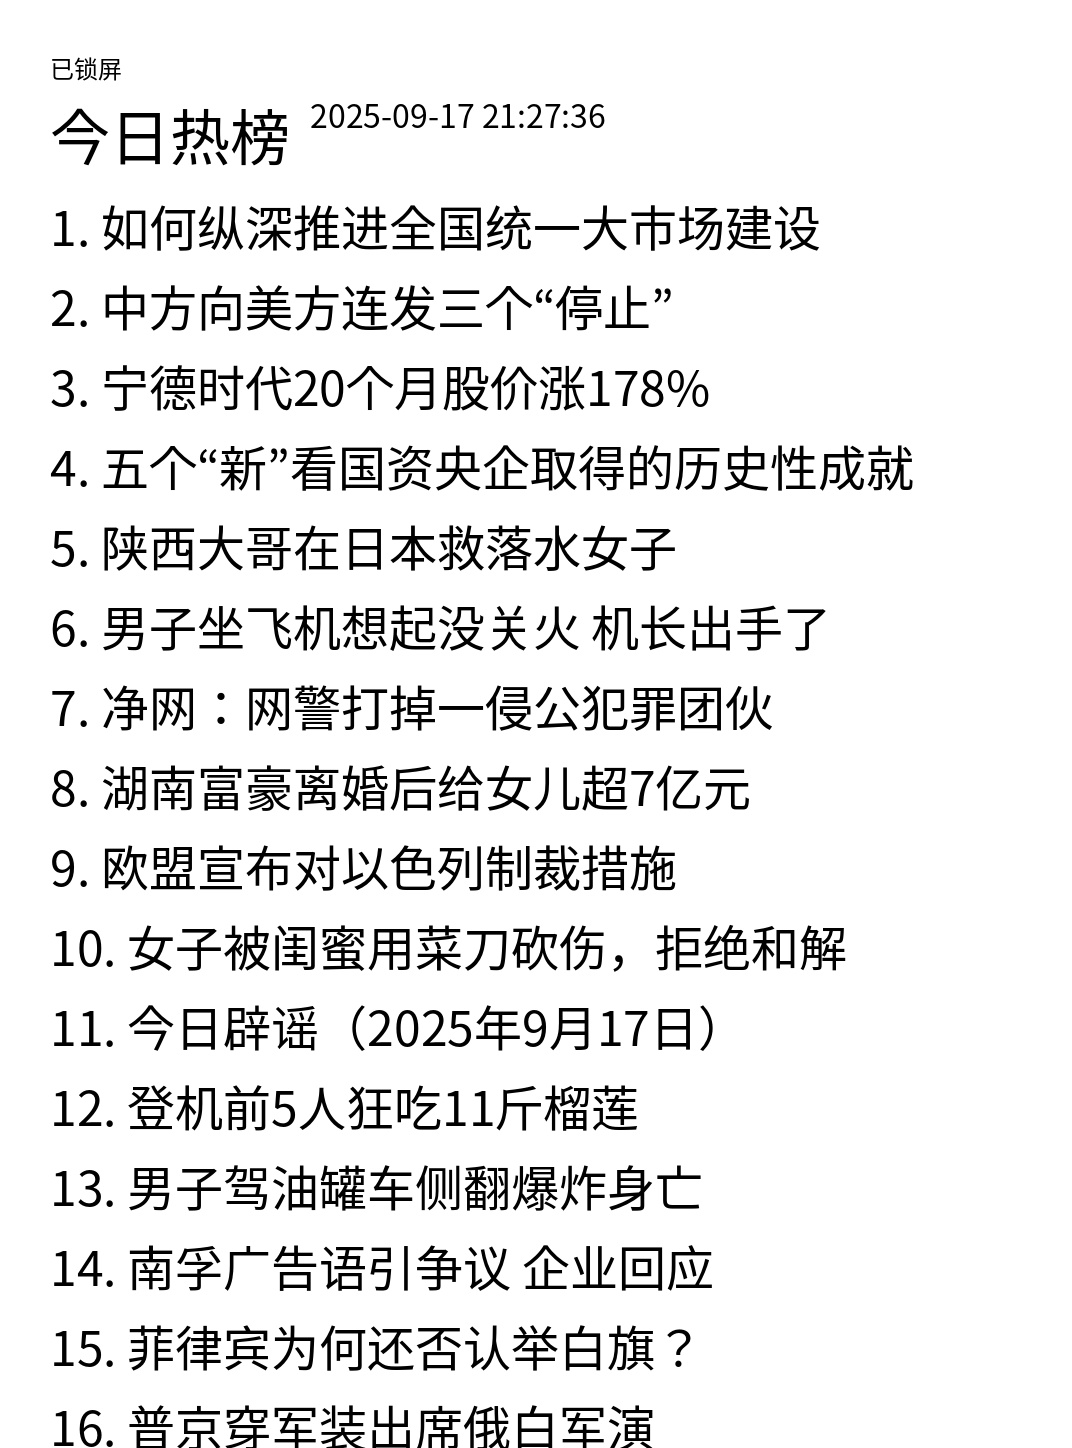 已锁屏
今日热榜 2025-09-17 21:27:36
1. 如何纵深推进全国统一大市场建设
2. 中方向美方连发三个“停止”
3. 宁德时代20个月股价涨178%
4. 五个“新”看国资央企取得的历史性成就
5. 陕西大哥在日本救落水女子
6. 男子坐飞机想起没关火 机长出手了
7. 净网：网警打掉一侵公犯罪团伙
8. 湖南富豪离婚后给女儿超7亿元
9. 欧盟宣布对以色列制裁措施
10. 女子被闺蜜用菜刀砍伤，拒绝和解
11. 今日辟谣（2025年9月17日）
12. 登机前5人狂吃11斤榴莲
13. 男子驾油罐车侧翻爆炸身亡
14. 南孚广告语引争议 企业回应
15. 菲律宾为何还否认举白旗？
16. 普京穿军装出席俄白军演